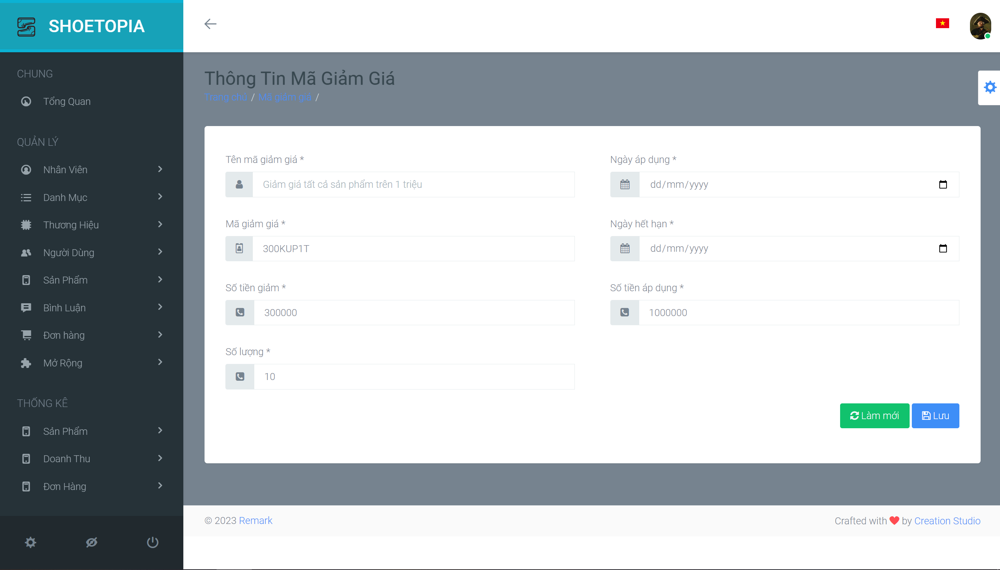 SHOETOPIA
CHUNG
Tổng Quan
QUẢN LÝ
Nhân Viên
Danh Mục
Thương Hiệu
Người Dùng
Sản Phẩm
Bình Luận
Đơn hàng
Mở Rộng
THỐNG KÊ
Sản Phẩm
Doanh Thu
Đơn Hàng
Thông Tin Mã Giảm Giá
Trang chủ / Mã giảm giá /
Tên mã giảm giá *
Giảm giá tất cả sản phẩm trên 1 triệu
Ngày áp dụng *
dd/mm/yyyy
Mã giảm giá *
300KUP1T
Ngày hết hạn *
dd/mm/yyyy
Số tiền giảm *
300000
Số tiền áp dụng *
1000000
Số lượng *
10
Làm mới
Lưu
© 2023 Remark
Crafted with ❤ by Creation Studio